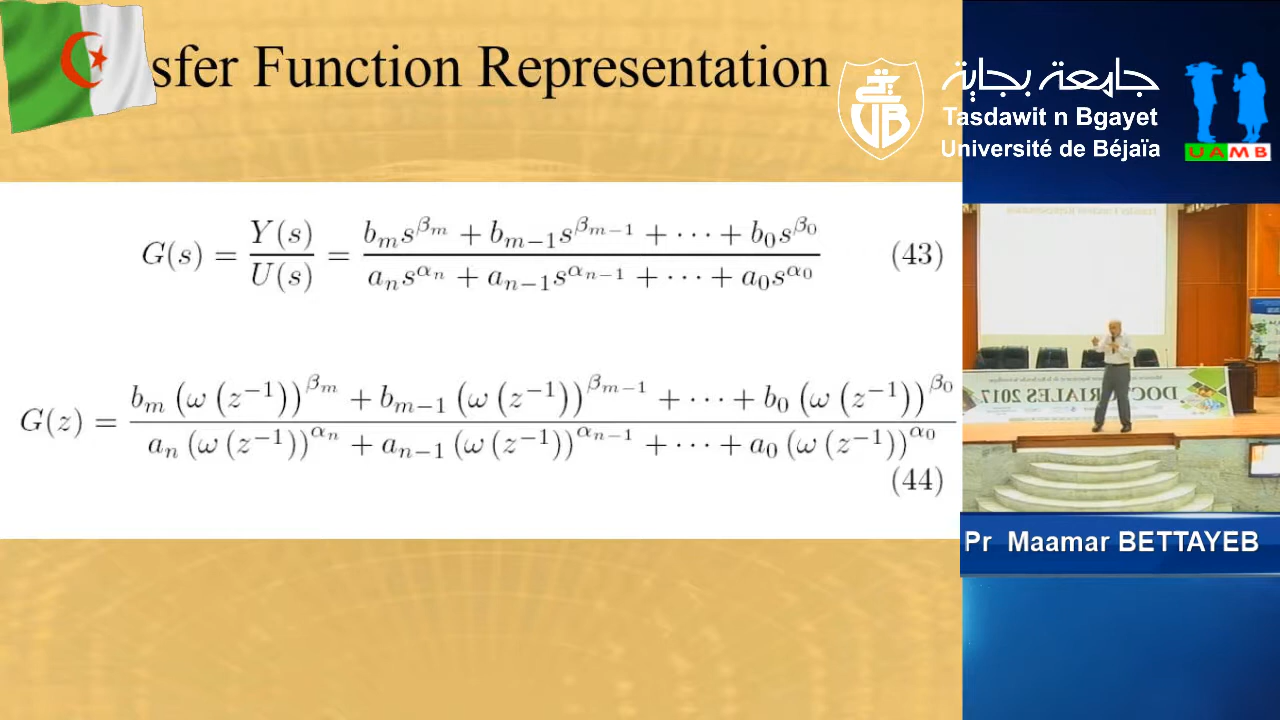 sfer Function Representation
G(s) = Y(s)/U(s) = (b_m s^{β_m} + b_{m−1} s^{β_{m−1}} + ··· + b_0 s^{β_0})/(a_n s^{α_n} + a_{n−1} s^{α_{n−1}} + ··· + a_0 s^{α_0}) (43)
G(z) = (b_m (ω(z^{−1}))^{β_m} + b_{m−1} (ω(z^{−1}))^{β_{m−1}} + ··· + b_0 (ω(z^{−1}))^{β_0})/(a_n (ω(z^{−1}))^{α_n} + a_{n−1} (ω(z^{−1}))^{α_{n−1}} + ··· + a_0 (ω(z^{−1}))^{α_0})
(44)
UB
جامعة بجاية
Tasdawit n Bgayet
Université de Béjaïa
UAMB
DOC RIALES 2017
Pr Maamar BETTAYEB